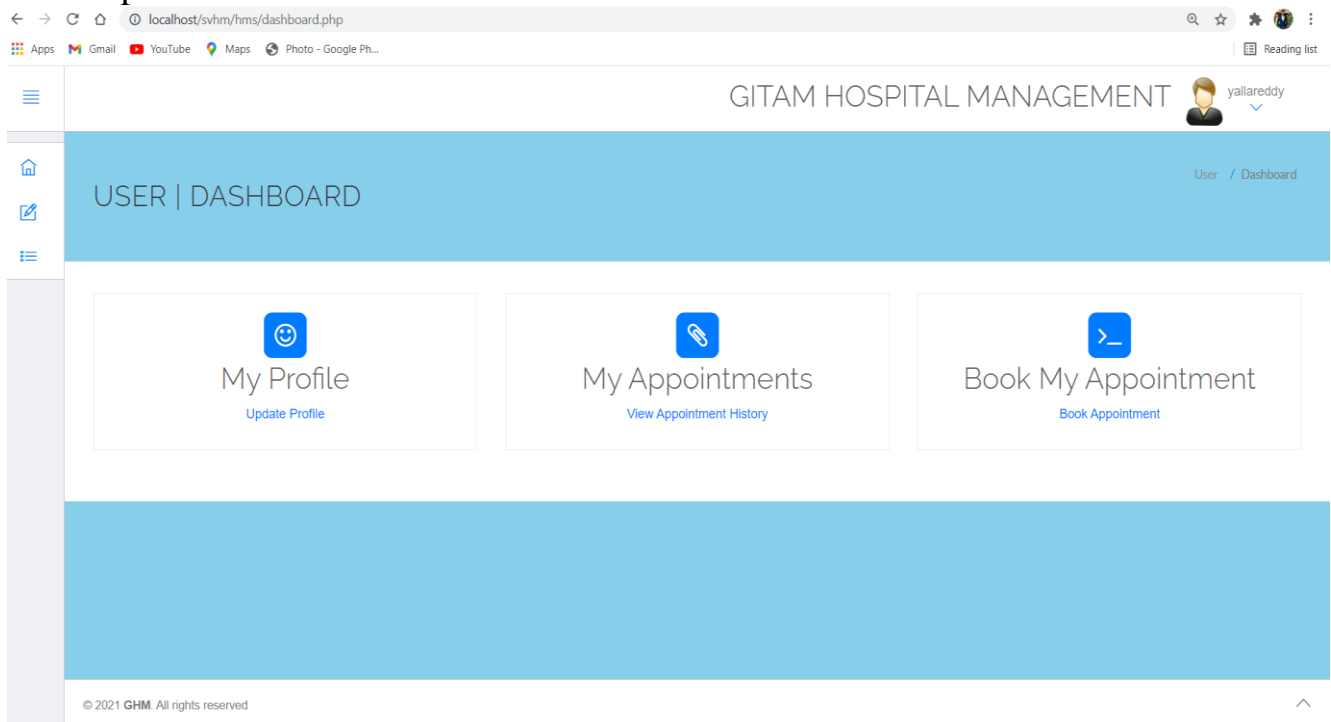 localhost/svhm/hms/dashboard.php
Apps Gmail YouTube Maps Photo - Google Ph... Reading list
GITAM HOSPITAL MANAGEMENT yallareddy
User / Dashboard
USER | DASHBOARD
My Profile
Update Profile
My Appointments
View Appointment History
Book My Appointment
Book Appointment
© 2021 GHM. All rights reserved